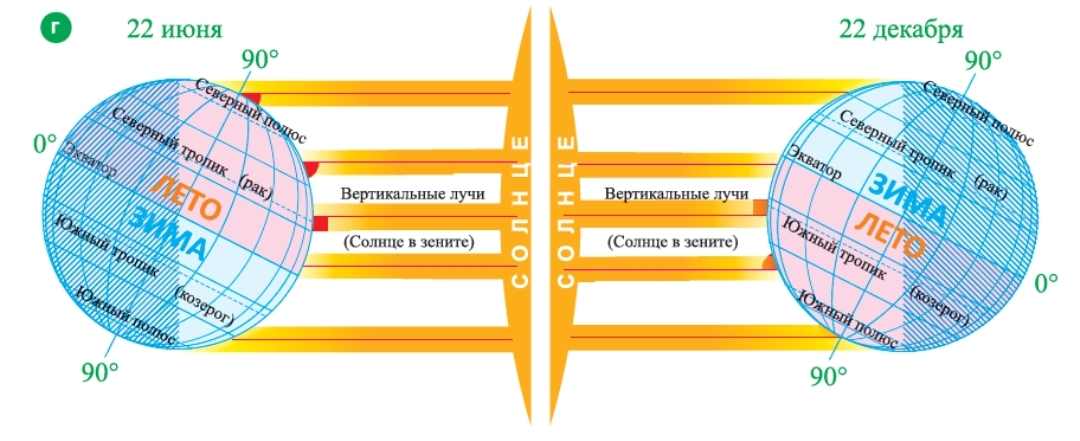 г
22 июня
22 декабря
90°
90°
Северный полюс
Северный тропик (рак)
0°
Экватор
ЛЕТО
ЗИМА
Южный тропик (козерог)
Южный полюс
90°
Вертикальные лучи
(Солнце в зените)
СОЛНЦЕ
СОЛНЦЕ
Вертикальные лучи
(Солнце в зените)
Северный полюс
Северный тропик (рак)
Экватор
ЗИМА
ЛЕТО
Южный тропик (козерог)
Южный полюс
0°
90°